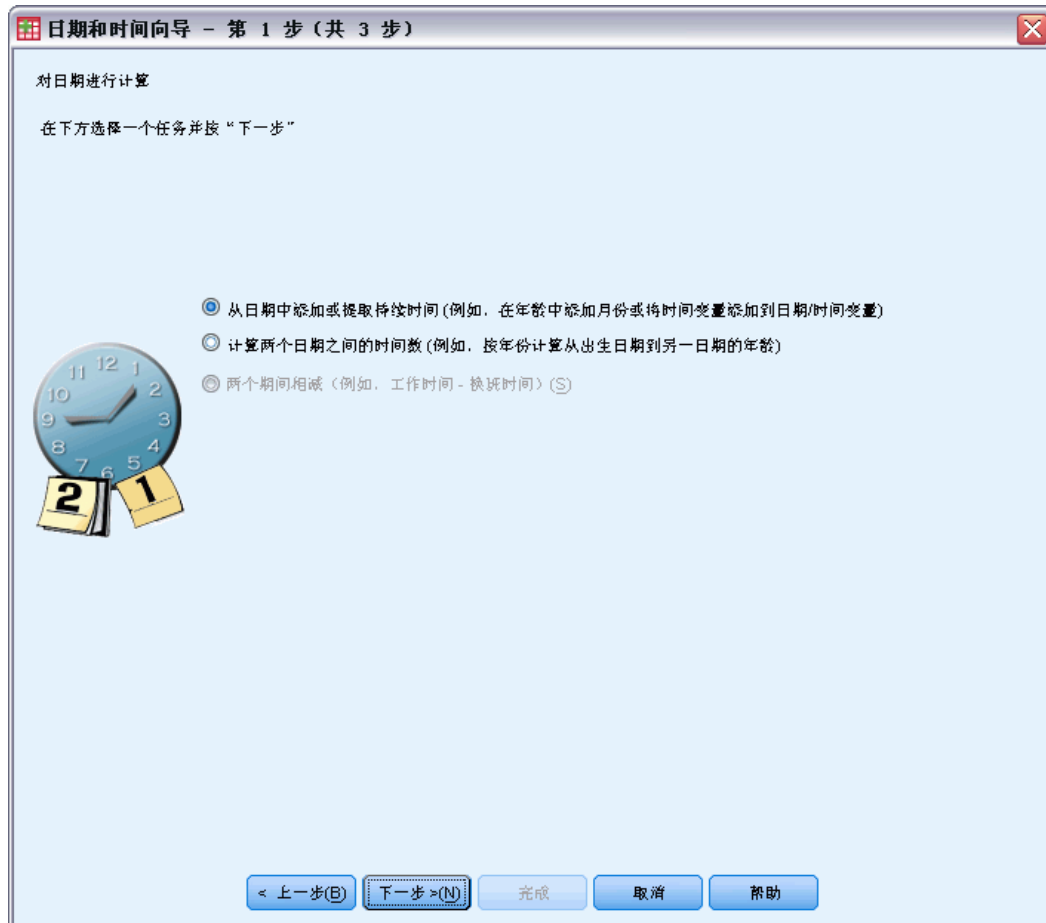 日期和时间向导 - 第 1 步(共 3 步)
对日期进行计算
在下方选择一个任务并按“下一步”
从日期中添加或提取持续时间(例如，在年龄中添加月份或将时间变量添加到日期/时间变量)
计算两个日期之间的时间数(例如，按年份计算从出生日期到另一日期的年龄)
两个期间相减（例如，工作时间 - 换班时间）(S)
12
11 1
10 2
9 3
8 4
7 6 5
2 1
< 上一步(B) 下一步 >(N) 完成 取消 帮助